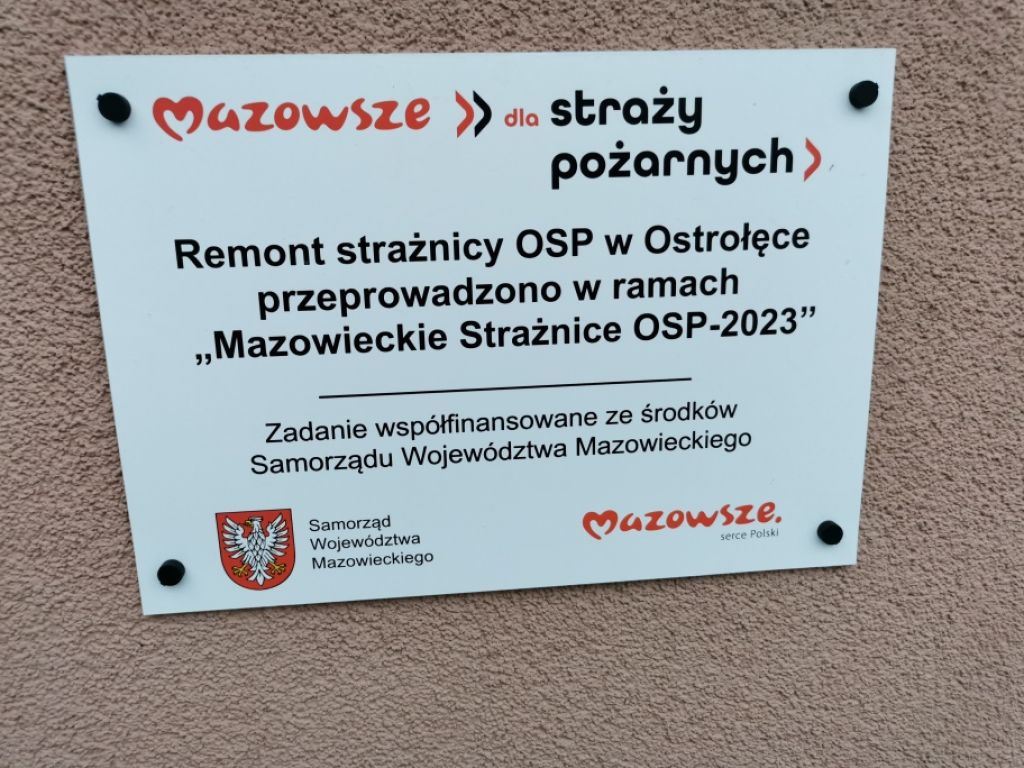 mazowsze dla straży
pożarnych
Remont strażnicy OSP w Ostrołęce
przeprowadzono w ramach
„Mazowieckie Strażnice OSP-2023”
Zadanie współfinansowane ze środków
Samorządu Województwa Mazowieckiego
Samorząd
Województwa
Mazowieckiego
mazowsze.
serce Polski